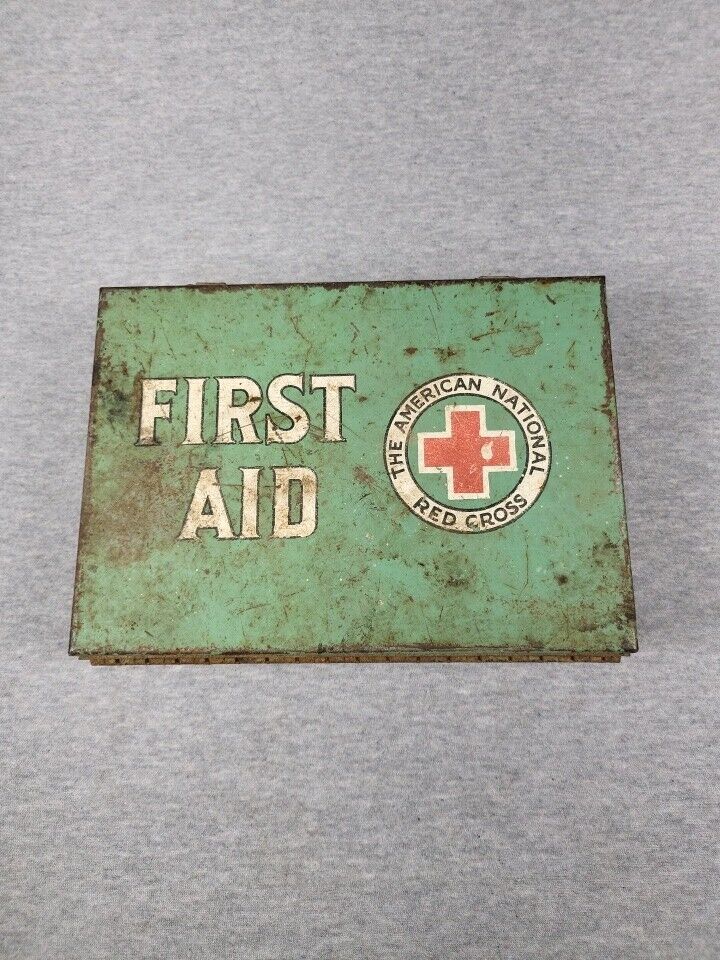 FIRST
AID
THE AMERICAN NATIONAL
RED CROSS